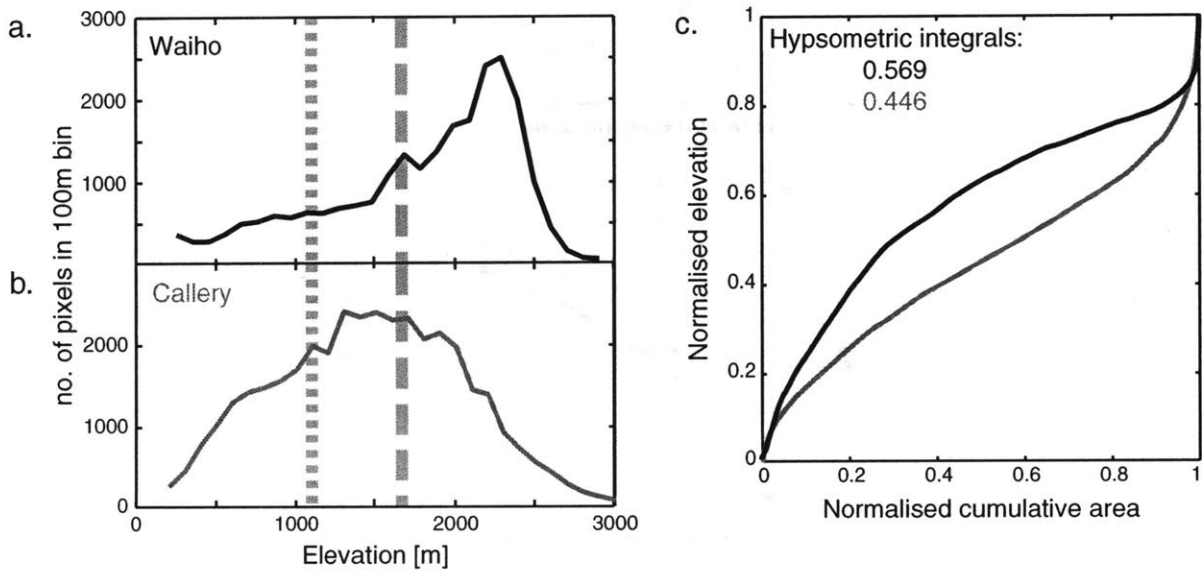 a.
3000
Waiho
2000
1000
b.
Callery
2000
1000
0
no. of pixels in 100m bin
0
1000
2000
3000
Elevation [m]
c.
1
Hypsometric integrals:
0.569
0.446
0.8
0.6
0.4
0.2
0
Normalised elevation
0
0.2
0.4
0.6
0.8
1
Normalised cumulative area